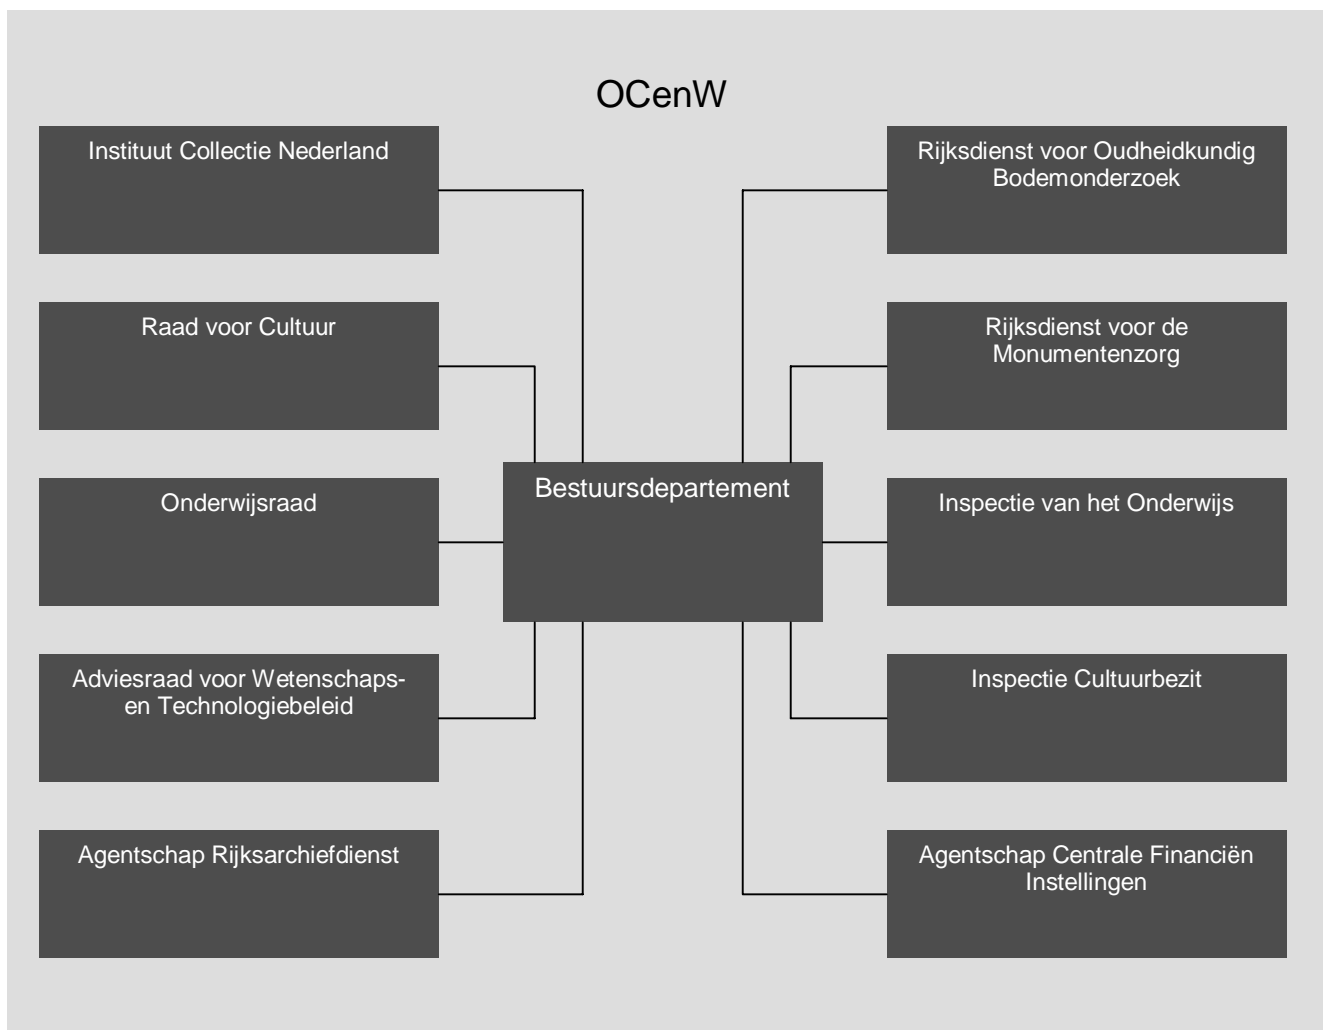 OCenW
Instituut Collectie Nederland
Raad voor Cultuur
Onderwijsraad
Adviesraad voor Wetenschaps-
en Technologiebeleid
Agentschap Rijksarchiefdienst
Bestuursdepartement
Rijksdienst voor Oudheidkundig
Bodemonderzoek
Rijksdienst voor de
Monumentenzorg
Inspectie van het Onderwijs
Inspectie Cultuurbezit
Agentschap Centrale Financiën
Instellingen